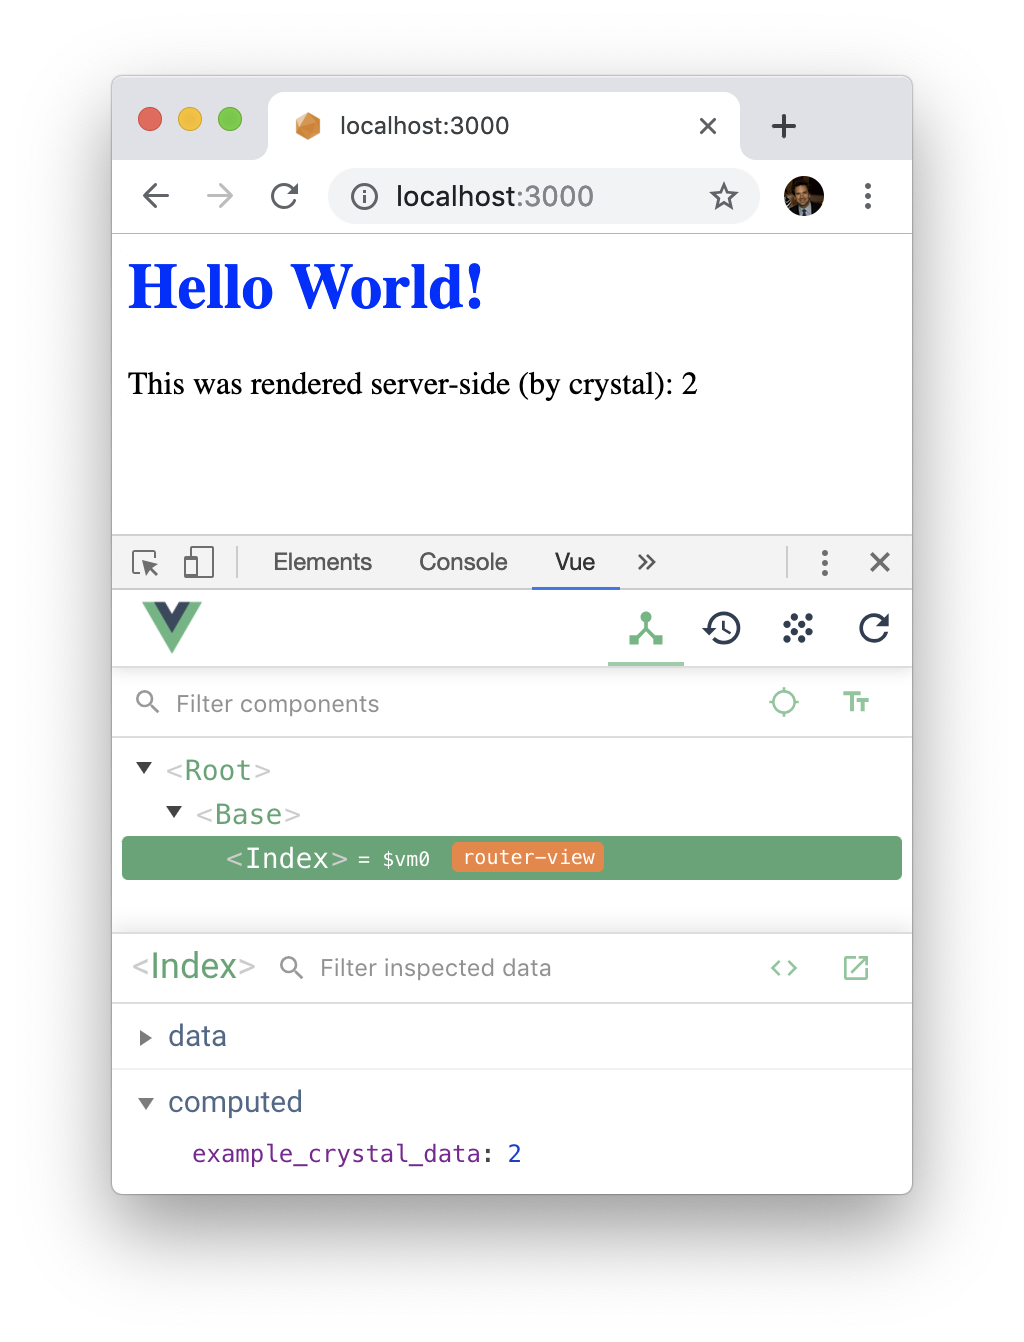 localhost:3000
localhost:3000
Hello World!
This was rendered server-side (by crystal): 2
Elements Console Vue
Filter components
<Root>
<Base>
<Index> = $vm0 router-view
<Index> Filter inspected data
data
computed
example_crystal_data: 2